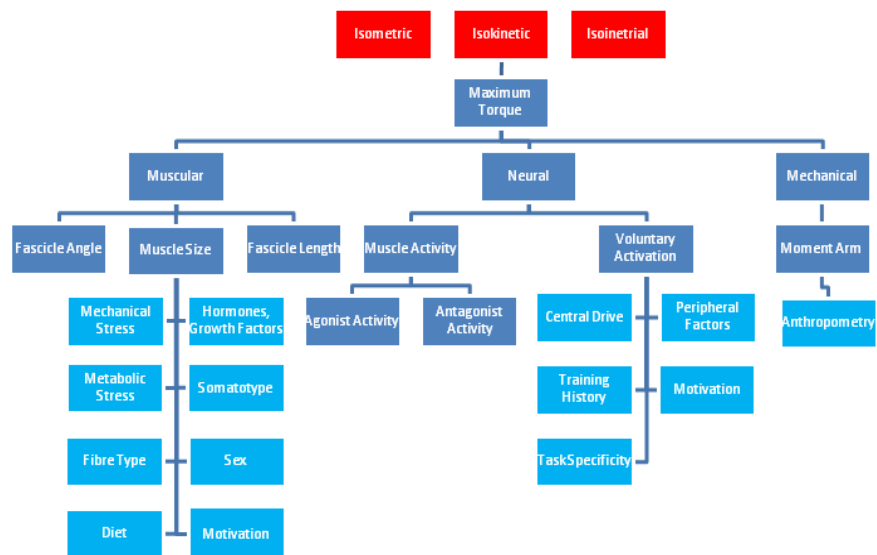 Isometric
Isokinetic
Isoinetrial
Maximum
Torque
Muscular
Neural
Mechanical
Fascicle Angle
Muscle Size
Fascicle Length
Muscle Activity
Voluntary
Activation
Moment Arm
Mechanical
Stress
Hormones,
Growth Factors
Agonist Activity
Antagonist
Activity
Central Drive
Peripheral
Factors
Anthropometry
Metabolic
Stress
Somatotype
Training
History
Motivation
Fibre Type
Sex
Task Specificity
Diet
Motivation